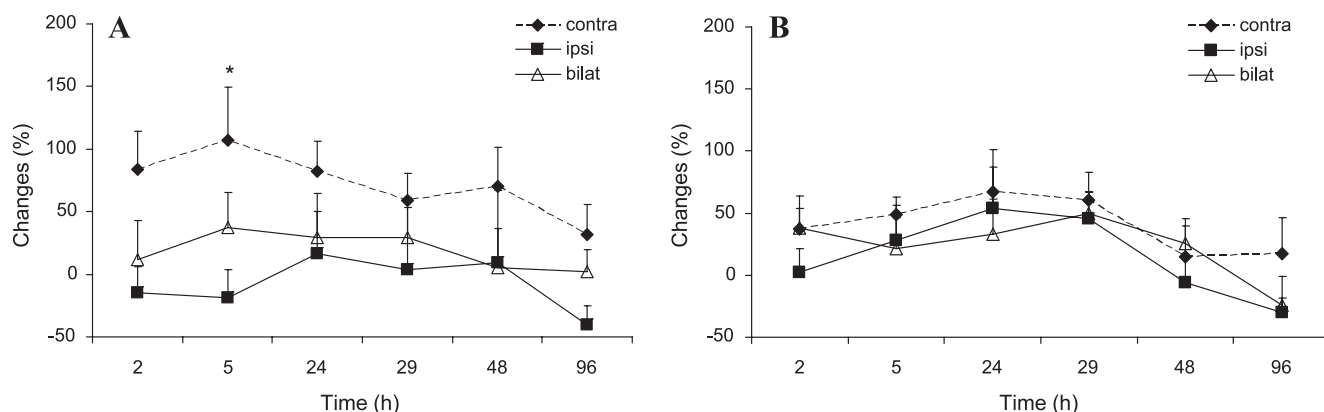 A
contra
ipsi
bilat
*
Changes (%)
200
150
100
50
0
-50
2 5 24 29 48 96
Time (h)
B
contra
ipsi
bilat
Changes (%)
200
150
100
50
0
-50
2 5 24 29 48 96
Time (h)